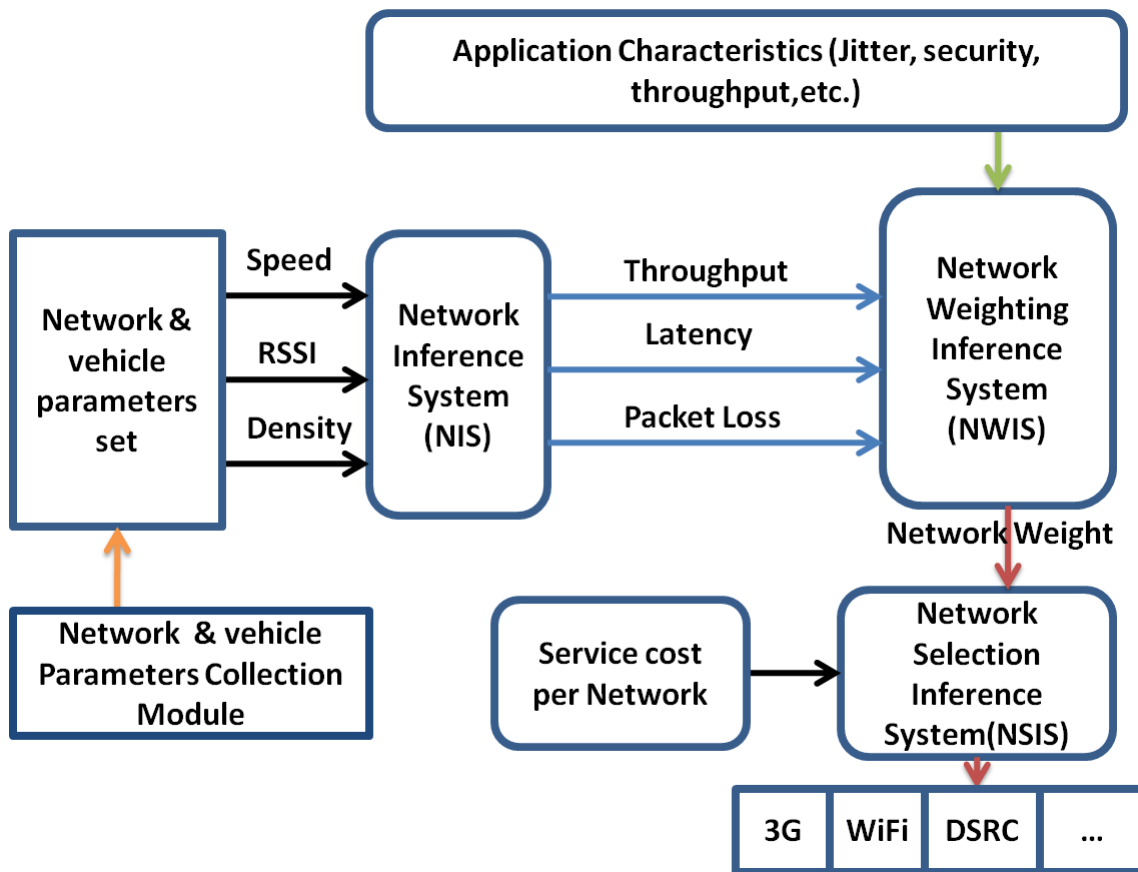 Application Characteristics (Jitter, security,
throughput,etc.)
Network &
vehicle
parameters
set
Speed
RSSI
Density
Network
Inference
System
(NIS)
Throughput
Latency
Packet Loss
Network
Weighting
Inference
System
(NWIS)
Network Weight
Network & vehicle
Parameters Collection
Module
Service cost
per Network
Network
Selection
Inference
System(NSIS)
3G WiFi DSRC ...